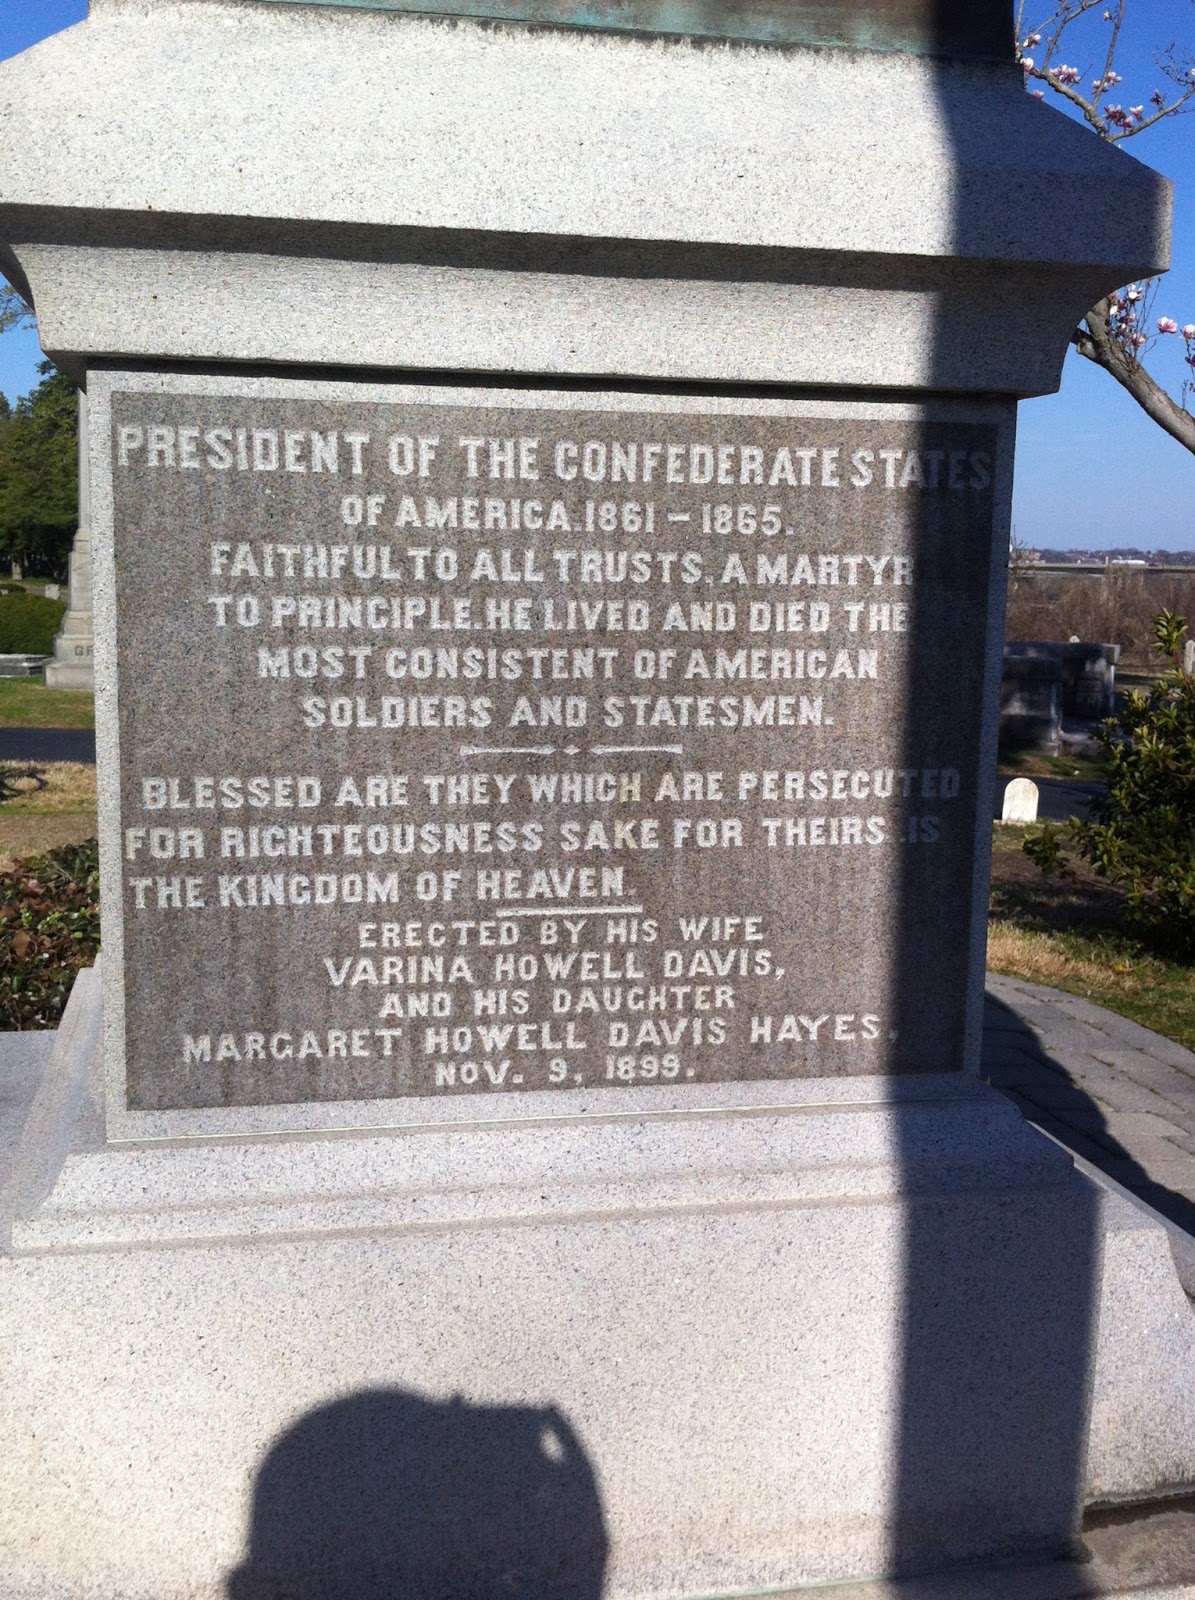 PRESIDENT OF THE CONFEDERATE STATES
OF AMERICA. 1861 – 1865.
FAITHFUL TO ALL TRUSTS, A MARTYR
TO PRINCIPLE. HE LIVED AND DIED THE
MOST CONSISTENT OF AMERICAN
SOLDIERS AND STATESMEN.
BLESSED ARE THEY WHICH ARE PERSECUTED
FOR RIGHTEOUSNESS SAKE FOR THEIRS IS
THE KINGDOM OF HEAVEN.
ERECTED BY HIS WIFE
VARINA HOWELL DAVIS,
AND HIS DAUGHTER
MARGARET HOWELL DAVIS HAYES,
NOV. 9, 1899.